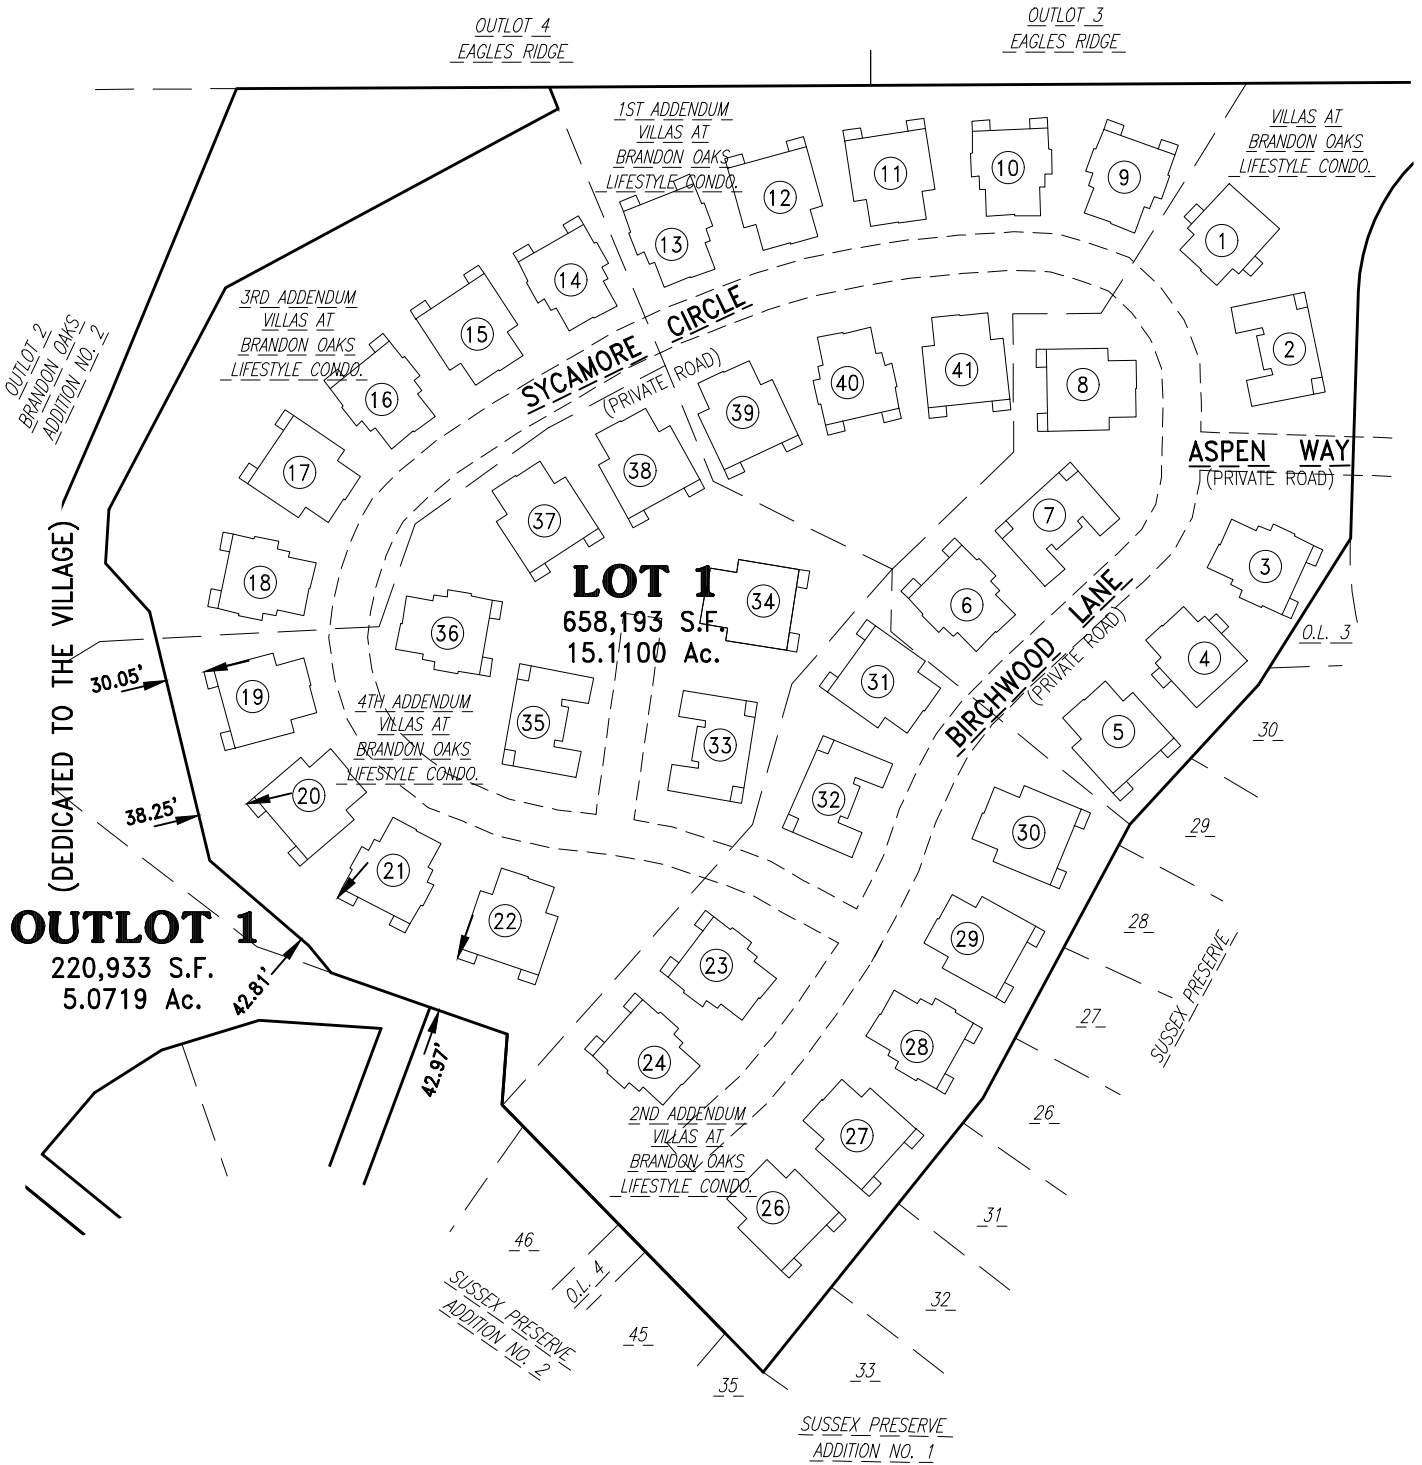 OUTLOT 4
EAGLES RIDGE
OUTLOT 3
EAGLES RIDGE
1ST ADDENDUM
VILLAS AT
BRANDON OAKS
LIFESTYLE CONDO.
VILLAS AT
BRANDON OAKS
LIFESTYLE CONDO.
9
10
11
12
13
14
15
16
17
18
1
2
3RD ADDENDUM
VILLAS AT
BRANDON OAKS
LIFESTYLE CONDO.
OUTLOT 2
BRANDON OAKS
ADDITION NO. 2
SYCAMORE CIRCLE
(PRIVATE ROAD)
41
40
39
38
37
36
8
7
6
ASPEN WAY
(PRIVATE ROAD)
3
4
5
O.L. 3
LOT 1
658,193 S.F.
15.1100 Ac.
34
35
33
31
32
BIRCHWOOD LANE
(PRIVATE ROAD)
(DEDICATED TO THE VILLAGE)
30.05'
38.25'
19
20
21
22
4TH ADDENDUM
VILLAS AT
BRANDON OAKS
LIFESTYLE CONDO.
OUTLOT 1
220,933 S.F.
5.0719 Ac.
42.81'
42.97'
23
24
30
29
28
27
26
2ND ADDENDUM
VILLAS AT
BRANDON OAKS
LIFESTYLE CONDO.
30
29
28
27
26
31
32
33
35
45
46
O.L. 4
SUSSEX PRESERVE
SUSSEX PRESERVE
ADDITION NO. 2
SUSSEX PRESERVE
ADDITION NO. 1